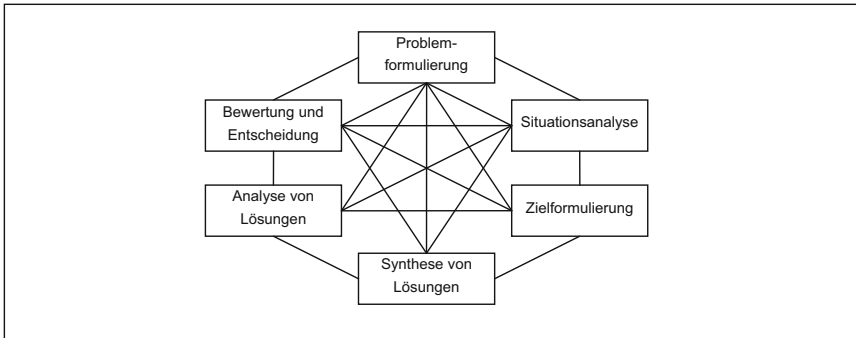 Problem-
formulierung
Bewertung und
Entscheidung
Situationsanalyse
Analyse von
Lösungen
Zielformulierung
Synthese von
Lösungen